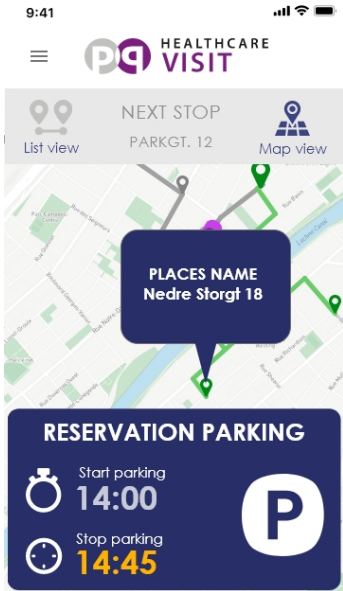 9:41
HEALTHCARE
VISIT
NEXT STOP
PARKGT. 12
List view
Map view
PLACES NAME
Nedre Storgt 18
RESERVATION PARKING
Start parking
14:00
Stop parking
14:45
P